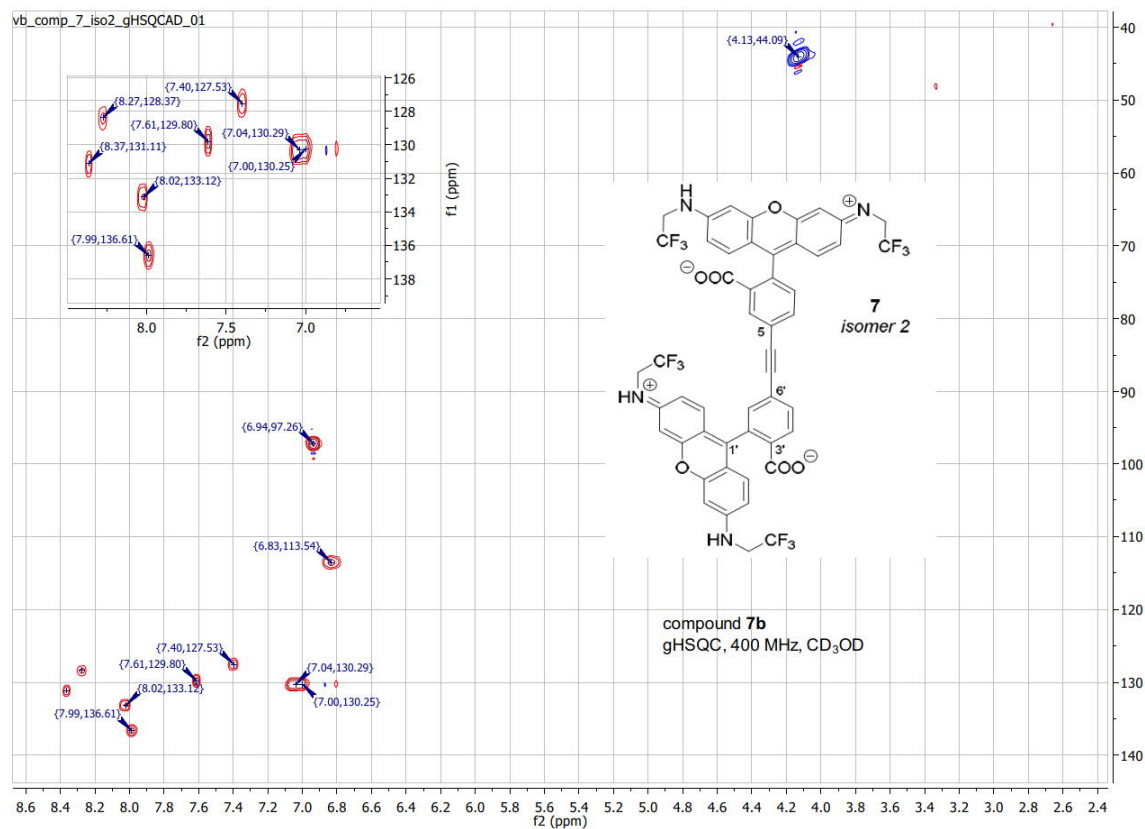 vb_comp_7_iso2_gHSQCAD_01
{4.13,44.09}
{7.40,127.53}
{8.27,128.37}
{7.61,129.80}
{7.04,130.29}
{8.37,131.11}
{7.00,130.25}
{8.02,133.12}
{7.99,136.61}
126
128
130
132
134
136
138
f1 (ppm)
8.0 7.5 7.0
f2 (ppm)
H
HN O ⊕ N
CF₃ CF₃
⊖ OOC
7
isomer 2
5
CF₃
⊕
HN
6'
1' 3'
COO ⊖
O
HN CF₃
{6.94,97.26}
{6.83,113.54}
{7.40,127.53}
{7.61,129.80}
{7.04,130.29}
{8.02,133.12}
{7.00,130.25}
{7.99,136.61}
compound 7b
gHSQC, 400 MHz, CD₃OD
40
50
60
70
80
90
100
110
120
130
140
8.6 8.4 8.2 8.0 7.8 7.6 7.4 7.2 7.0 6.8 6.6 6.4 6.2 6.0 5.8 5.6 5.4 5.2 5.0 4.8 4.6 4.4 4.2 4.0 3.8 3.6 3.4 3.2 3.0 2.8 2.6 2.4
f2 (ppm)